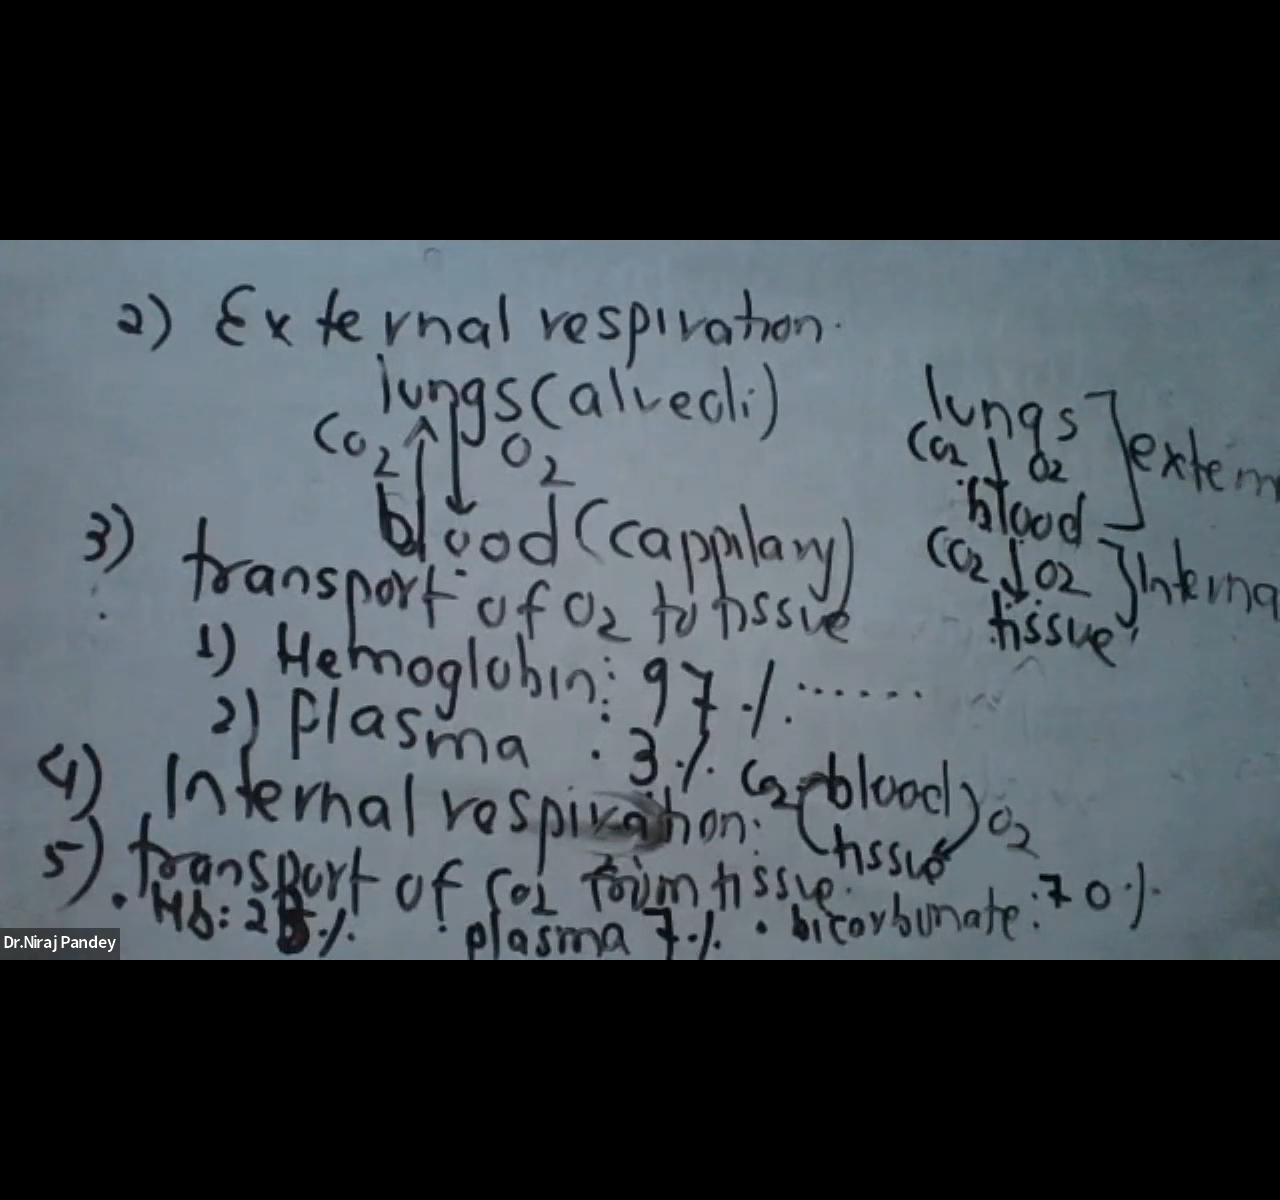 2) External respiration.
lungs (alveoli)
CO2 O2
blood (cappilary)
3) transport of O2 to tissue
1) Hemoglobin: 97 %. ......
2) Plasma : 3 %.
4) Internal respiration: CO2 (blood) O2
tissue
5) transport of CO2 from tissue.
. Hb: 2 %. : plasma 7 %. . bicarbonate: 70 %.
lungs
CO2 O2
blood
extern
CO2 O2
tissue
Interna
Dr.Niraj Pandey